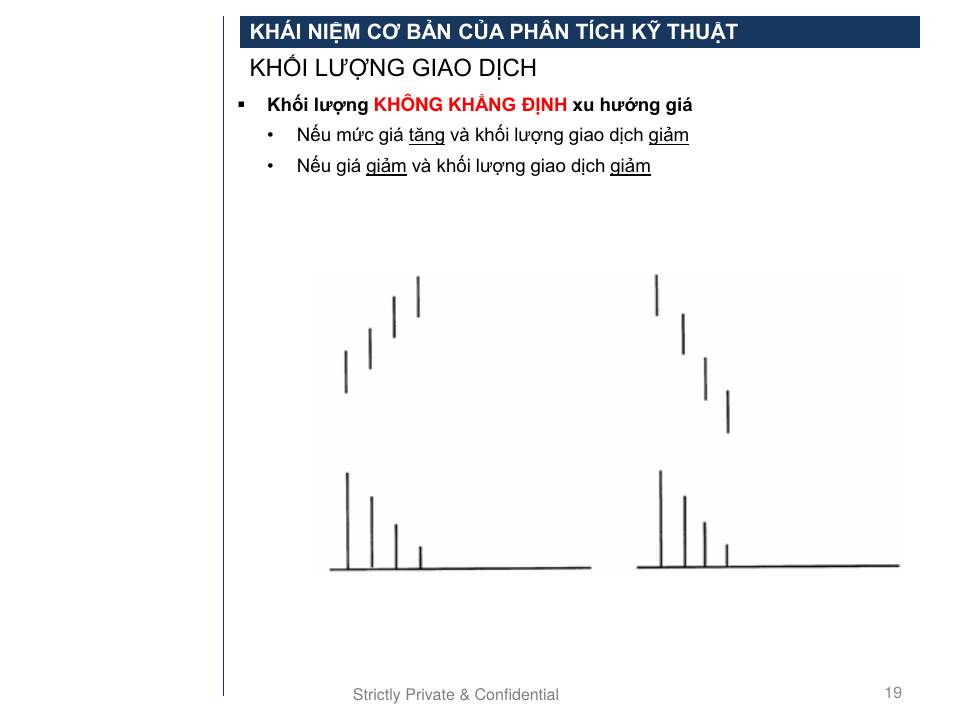 KHÁI NIỆM CƠ BẢN CỦA PHÂN TÍCH KỸ THUẬT
KHỐI LƯỢNG GIAO DỊCH
▪ Khối lượng KHÔNG KHẲNG ĐỊNH xu hướng giá
• Nếu mức giá tăng và khối lượng giao dịch giảm
• Nếu giá giảm và khối lượng giao dịch giảm
Strictly Private & Confidential
19